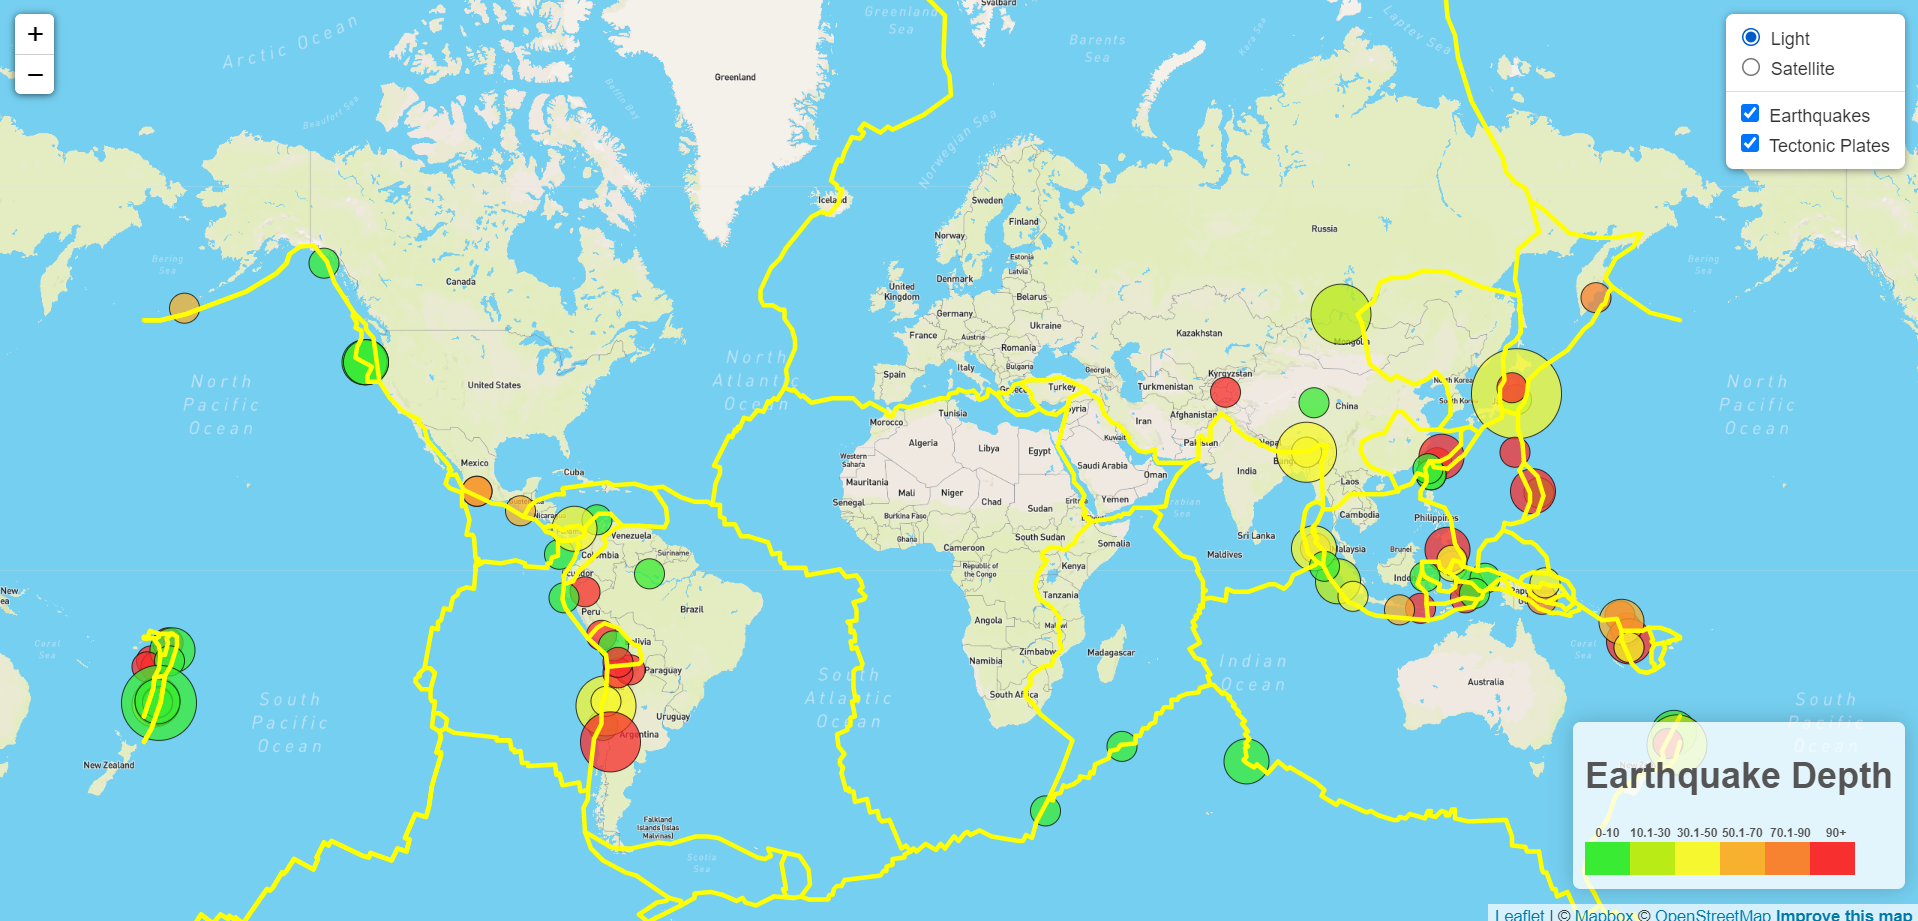 +
−
Light
Satellite
Earthquakes
Tectonic Plates
Svalbard
Greenland
Sea
Arctic Ocean
Barents
Sea
Kara Sea
Laptev Sea
Greenland
Beaufort Sea
Baffin Bay
Norwegian Sea
Iceland
Sweden
Finland
Norway
Russia
Estonia
Latvia
Bering
Sea
Bering
Sea
Canada
United
Kingdom
Denmark
Belarus
Germany
Ukraine
France
Austria
Romania
Kazakhstan
Mongolia
Italy
Bulgaria
Georgia
Spain
Greece
Turkey
Turkmenistan
Kyrgyzstan
North Korea
United States
North
Pacific
Ocean
North
Atlantic
Ocean
North
Pacific
Ocean
China
South Korea
Tunisia
Syria
Afghanistan
Morocco
Iran
Algeria
Libya
Egypt
Kuwait
Pakistan
Nepal
Western
Sahara
Saudi Arabia
India
Mexico
Cuba
Mauritania
Mali
Niger
Chad
Oman
Laos
Senegal
Sudan
Eritrea
Yemen
Arabian
Sea
Burkina Faso
Cambodia
Philippines
Nicaragua
Ghana
South Sudan
Sri Lanka
Venezuela
Cameroon
Somalia
Maldives
Malaysia
Brunei
Colombia
Suriname
Republic of
the Congo
Kenya
Ecuador
Peru
Brazil
Tanzania
Angola
Malawi
Bolivia
Zimbabwe
Madagascar
Namibia
Paraguay
Indian
Ocean
Coral
Sea
Coral
Sea
Australia
South Africa
South
Pacific
Ocean
South
Atlantic
Ocean
South
Pacific
Ocean
Uruguay
Argentina
New Zealand
Falkland
Islands (Islas
Malvinas)
Scotia
Sea
Earthquake Depth
0-10 10.1-30 30.1-50 50.1-70 70.1-90 90+
Leaflet | © Mapbox © OpenStreetMap Improve this map